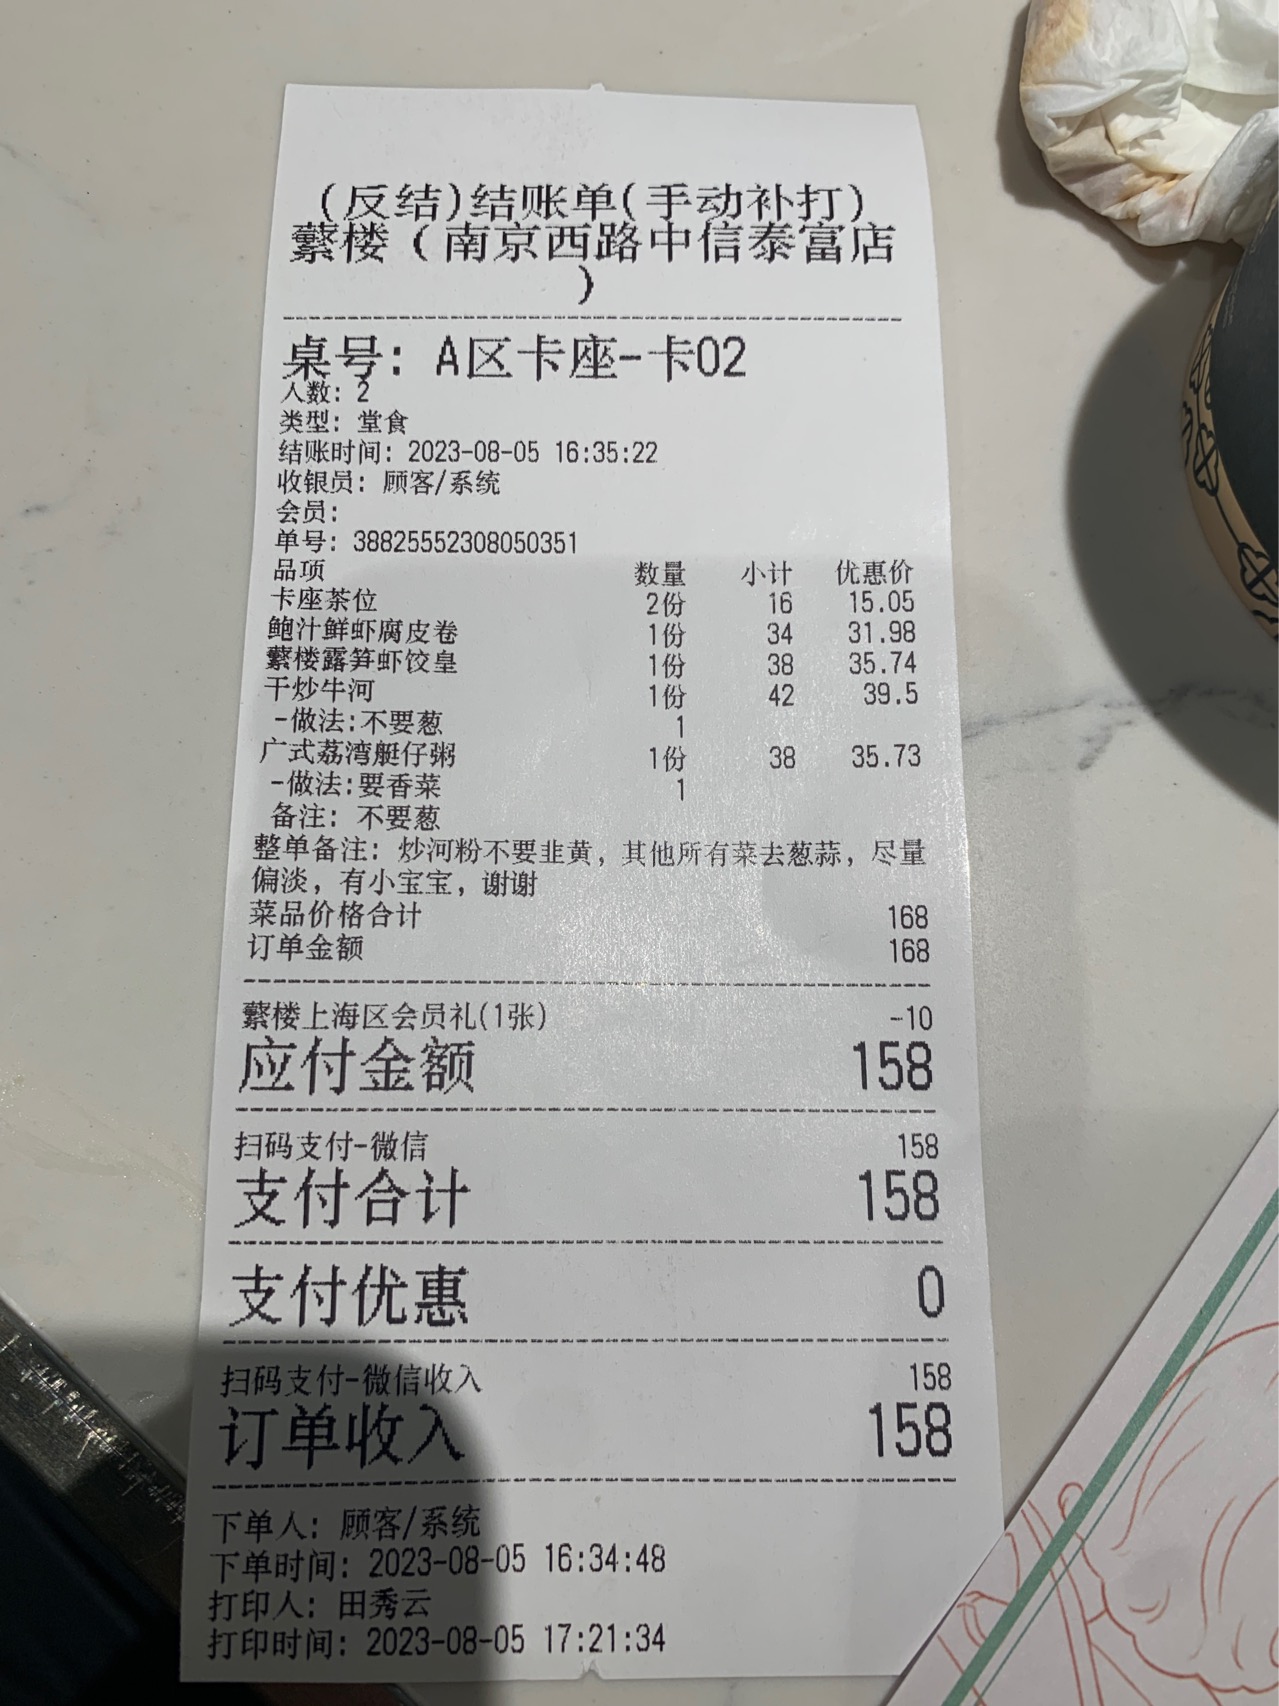 (反结)结账单(手动补打)
蘩楼（南京西路中信泰富店
）
桌号: A区卡座-卡02
人数: 2
类型: 堂食
结账时间: 2023-08-05 16:35:22
收银员: 顾客/系统
会员:
单号: 38825552308050351
品项 数量 小计 优惠价
卡座茶位 2份 16 15.05
鲍汁鲜虾腐皮卷 1份 34 31.98
蘩楼露笋虾饺皇 1份 38 35.74
干炒牛河 1份 42 39.5
-做法:不要葱 1
广式荔湾艇仔粥 1份 38 35.73
-做法:要香菜 1
备注: 不要葱
整单备注: 炒河粉不要韭黄, 其他所有菜去葱蒜, 尽量
偏淡, 有小宝宝, 谢谢
菜品价格合计 168
订单金额 168
蘩楼上海区会员礼(1张) -10
应付金额 158
扫码支付-微信 158
支付合计 158
支付优惠 0
扫码支付-微信收入 158
订单收入 158
下单人: 顾客/系统
下单时间: 2023-08-05 16:34:48
打印人: 田秀云
打印时间: 2023-08-05 17:21:34